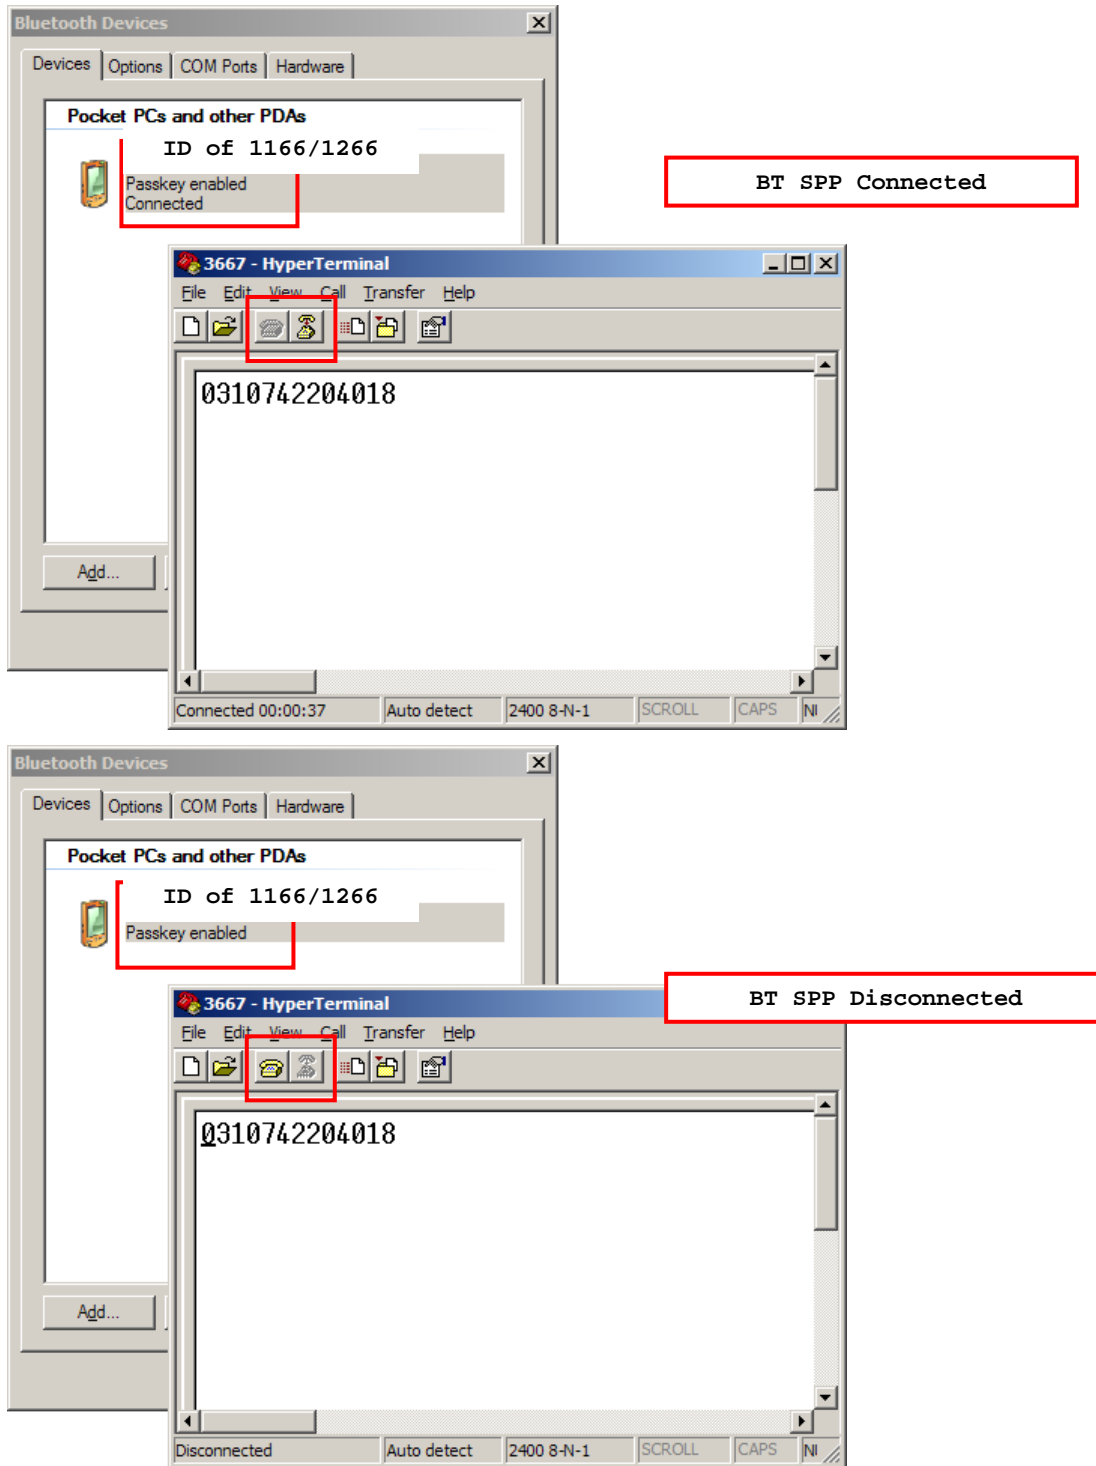 Bluetooth Devices
Devices Options COM Ports Hardware
Pocket PCs and other PDAs
ID of 1166/1266
Passkey enabled
Connected
BT SPP Connected
3667 - HyperTerminal
File Edit View Call Transfer Help
0310742204018
Add...
Connected 00:00:37 Auto detect 2400 8-N-1 SCROLL CAPS
Bluetooth Devices
Devices Options COM Ports Hardware
Pocket PCs and other PDAs
ID of 1166/1266
Passkey enabled
BT SPP Disconnected
3667 - HyperTerminal
File Edit View Call Transfer Help
0310742204018
Add...
Disconnected Auto detect 2400 8-N-1 SCROLL CAPS